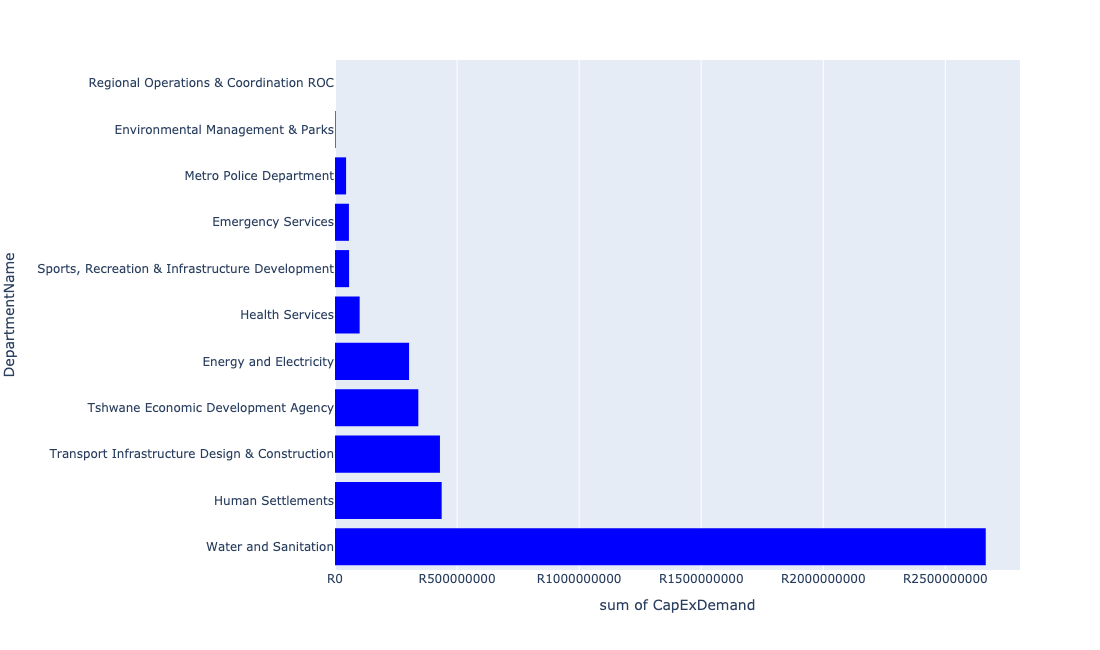 Regional Operations & Coordination ROC
Environmental Management & Parks
Metro Police Department
Emergency Services
Sports, Recreation & Infrastructure Development
Health Services
Energy and Electricity
Tshwane Economic Development Agency
Transport Infrastructure Design & Construction
Human Settlements
Water and Sanitation
DepartmentName
R0 R500000000 R1000000000 R1500000000 R2000000000 R2500000000
sum of CapExDemand